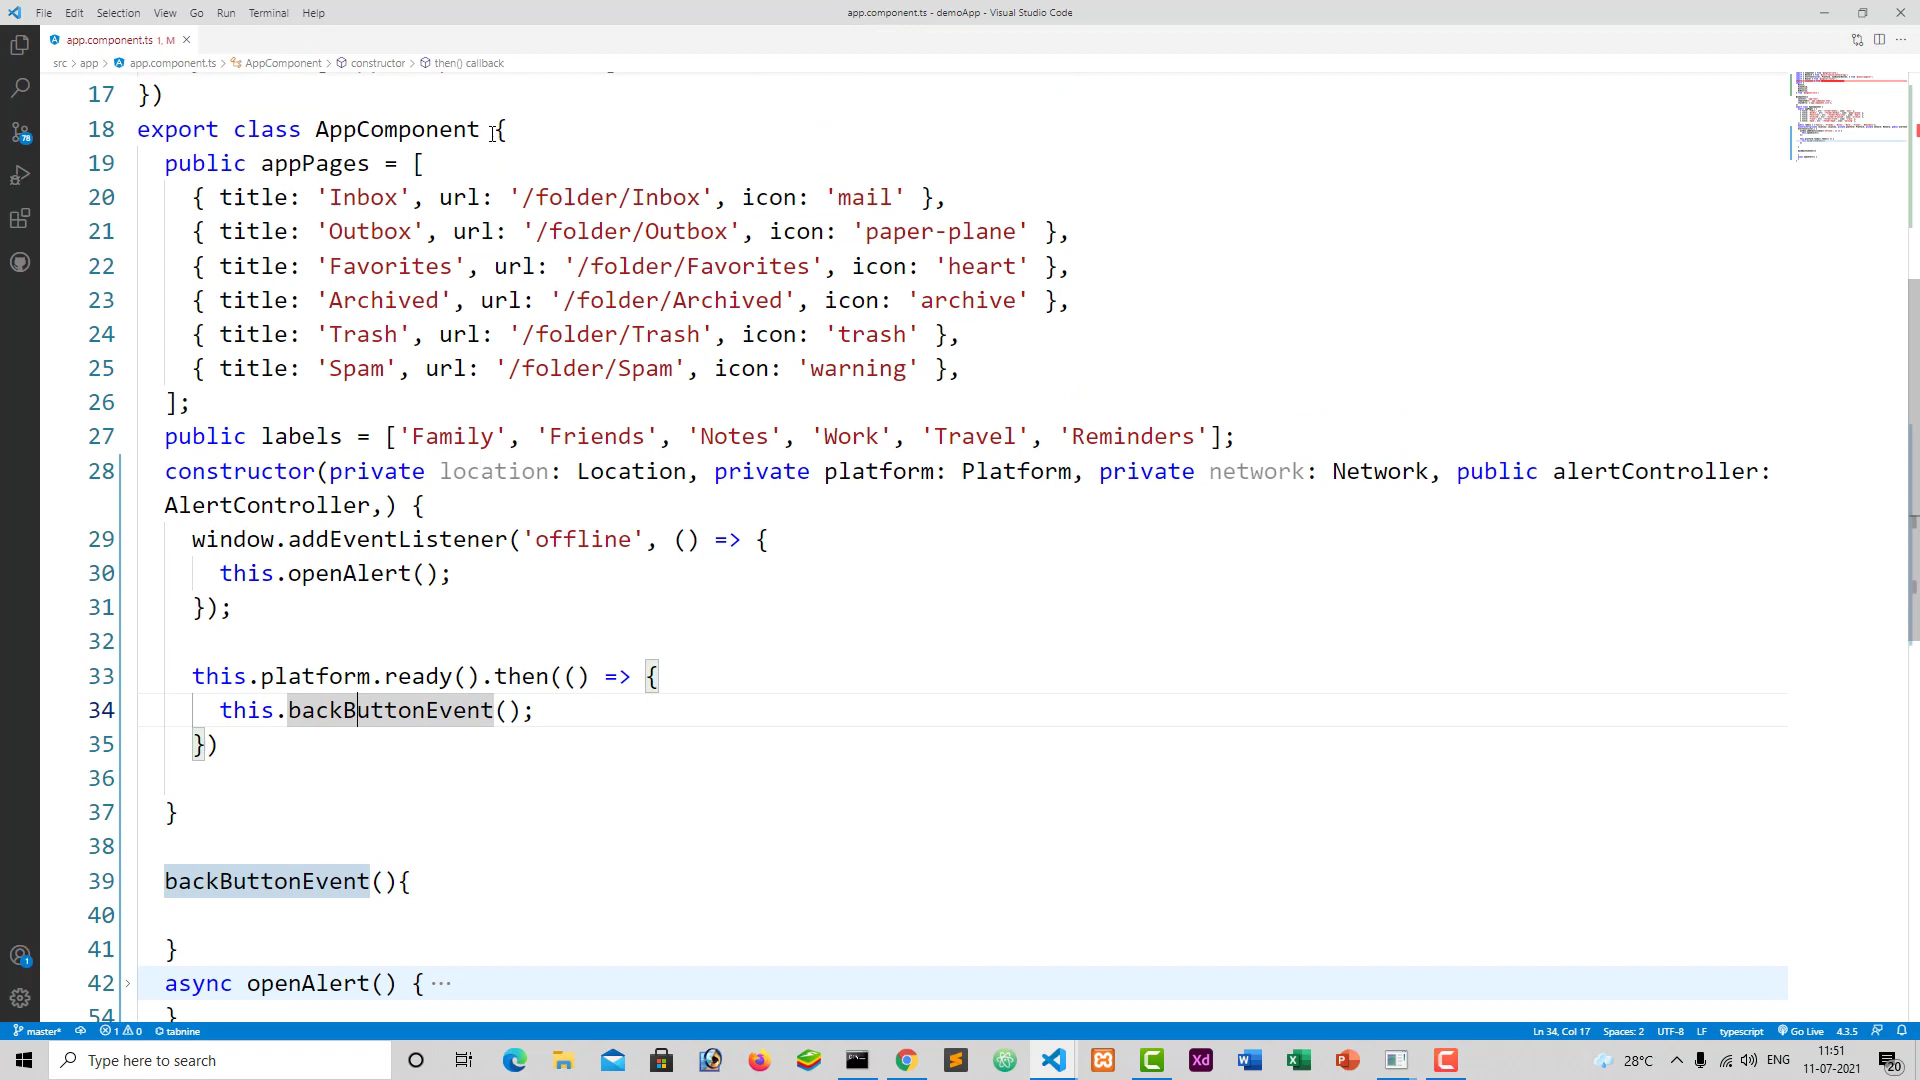 File Edit Selection View Go Run Terminal Help
app.component.ts - demoApp - Visual Studio Code
app.component.ts 1, M
src > app > app.component.ts > AppComponent > constructor > then() callback
17 })
18 export class AppComponent {
19 public appPages = [
20 { title: 'Inbox', url: '/folder/Inbox', icon: 'mail' },
21 { title: 'Outbox', url: '/folder/Outbox', icon: 'paper-plane' },
22 { title: 'Favorites', url: '/folder/Favorites', icon: 'heart' },
23 { title: 'Archived', url: '/folder/Archived', icon: 'archive' },
24 { title: 'Trash', url: '/folder/Trash', icon: 'trash' },
25 { title: 'Spam', url: '/folder/Spam', icon: 'warning' },
26 ];
27 public labels = ['Family', 'Friends', 'Notes', 'Work', 'Travel', 'Reminders'];
28 constructor(private location: Location, private platform: Platform, private network: Network, public alertController:
AlertController,) {
29 window.addEventListener('offline', () => {
30 this.openAlert();
31 });
32
33 this.platform.ready().then(() => {
34 this.backButtonEvent();
35 })
36
37 }
38
39 backButtonEvent(){
40
41 }
42 async openAlert() { ···
54 }
master* 1 0 tabnine
Ln 34, Col 17 Spaces: 2 UTF-8 LF typescript Go Live 4.3.5
Type here to search
28°C ENG 11:51
11-07-2021
78
1
20
Xd